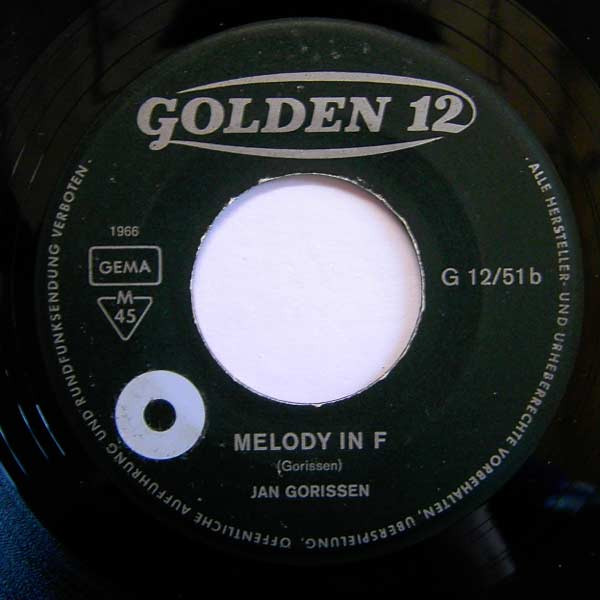 GOLDEN 12
1966
GEMA
M
45
G 12/51b
MELODY IN F
(Gorissen)
JAN GORISSEN
ALLE HERSTELLER- UND URHEBERRECHTE VORBEHALTEN, ÜBERSPIELUNG, ÖFFENTLICHE AUFFÜHRUNG UND RUNDFUNKSENDUNG VERBOTEN.